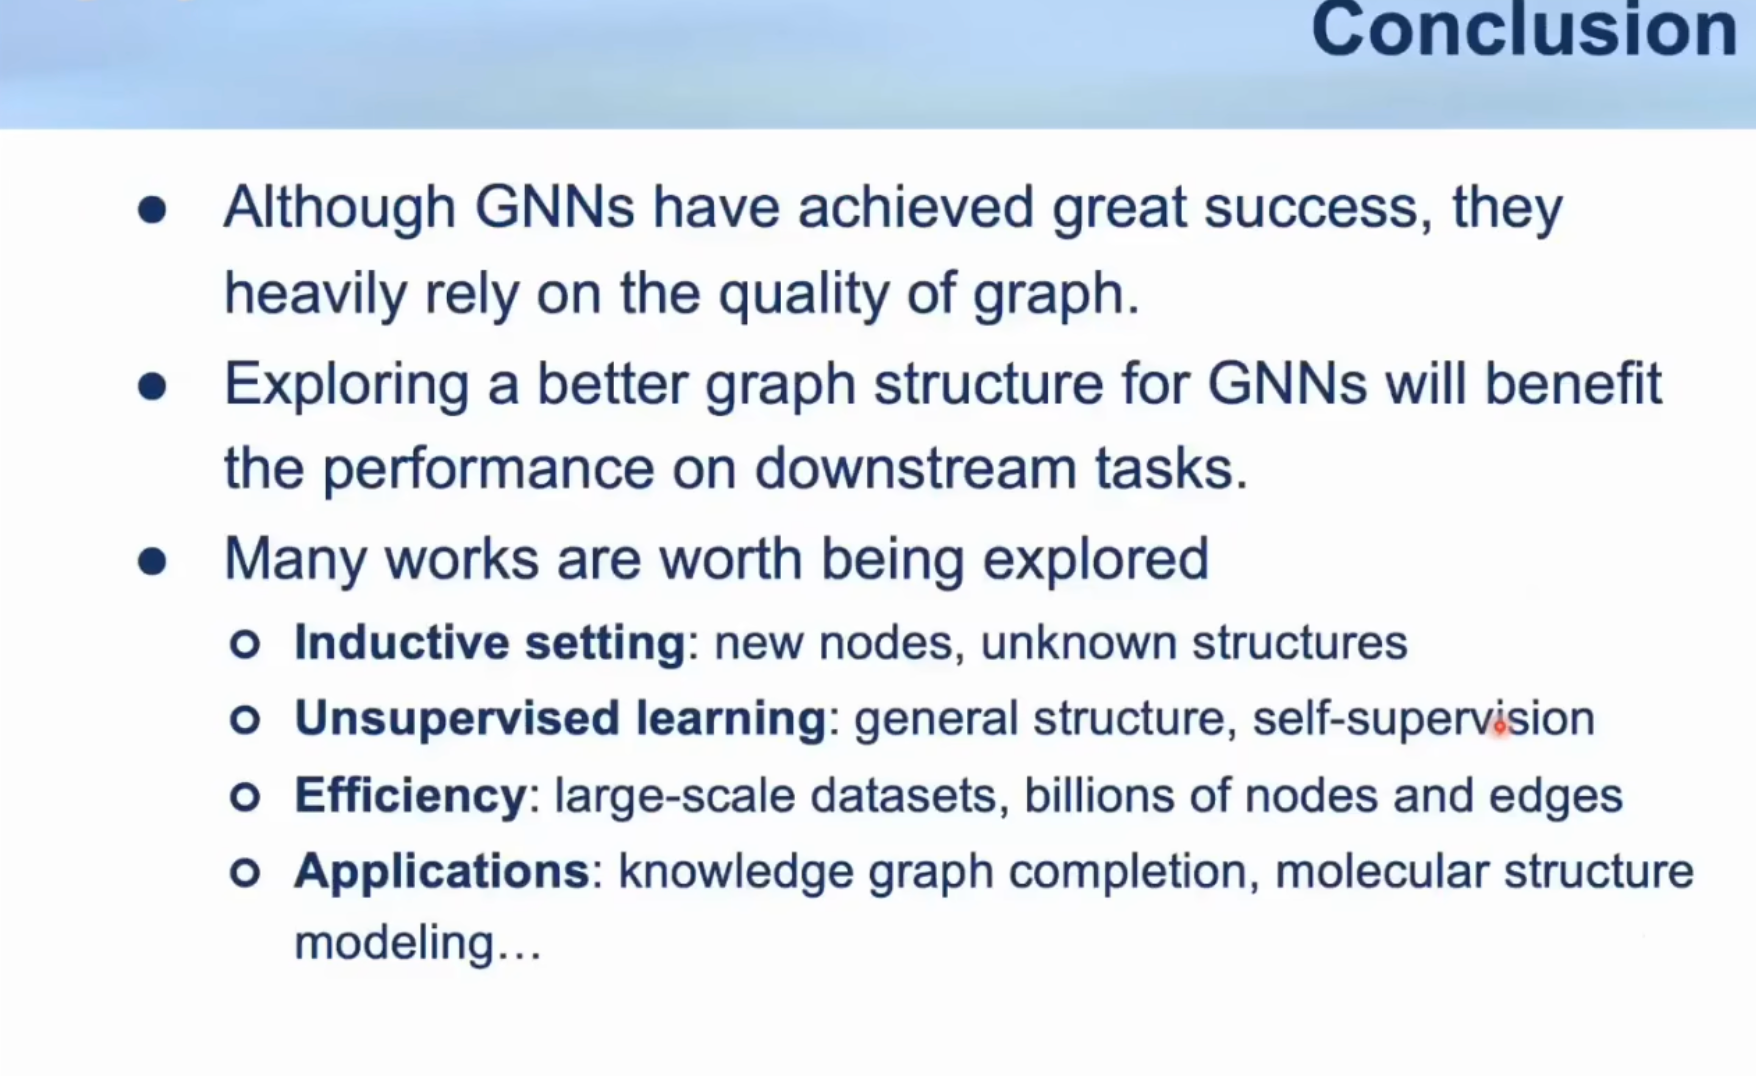 Conclusion
● Although GNNs have achieved great success, they
heavily rely on the quality of graph.
● Exploring a better graph structure for GNNs will benefit
the performance on downstream tasks.
● Many works are worth being explored
o Inductive setting: new nodes, unknown structures
o Unsupervised learning: general structure, self-supervision
o Efficiency: large-scale datasets, billions of nodes and edges
o Applications: knowledge graph completion, molecular structure
modeling…